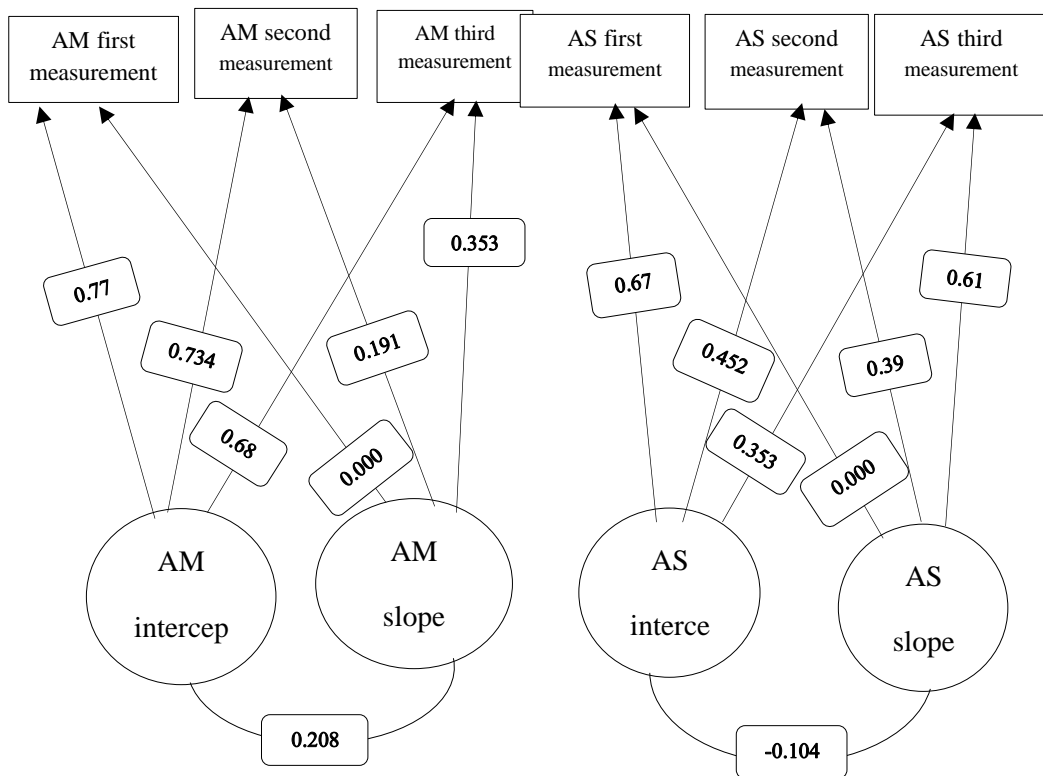 AM first
measurement
AM second
measurement
AM third
measurement
AS first
measurement
AS second
measurement
AS third
measurement
0.353
0.77
0.67
0.61
0.734
0.191
0.452
0.39
0.68
0.000
0.353
0.000
AM
intercep
AM
slope
AS
interce
AS
slope
0.208
-0.104